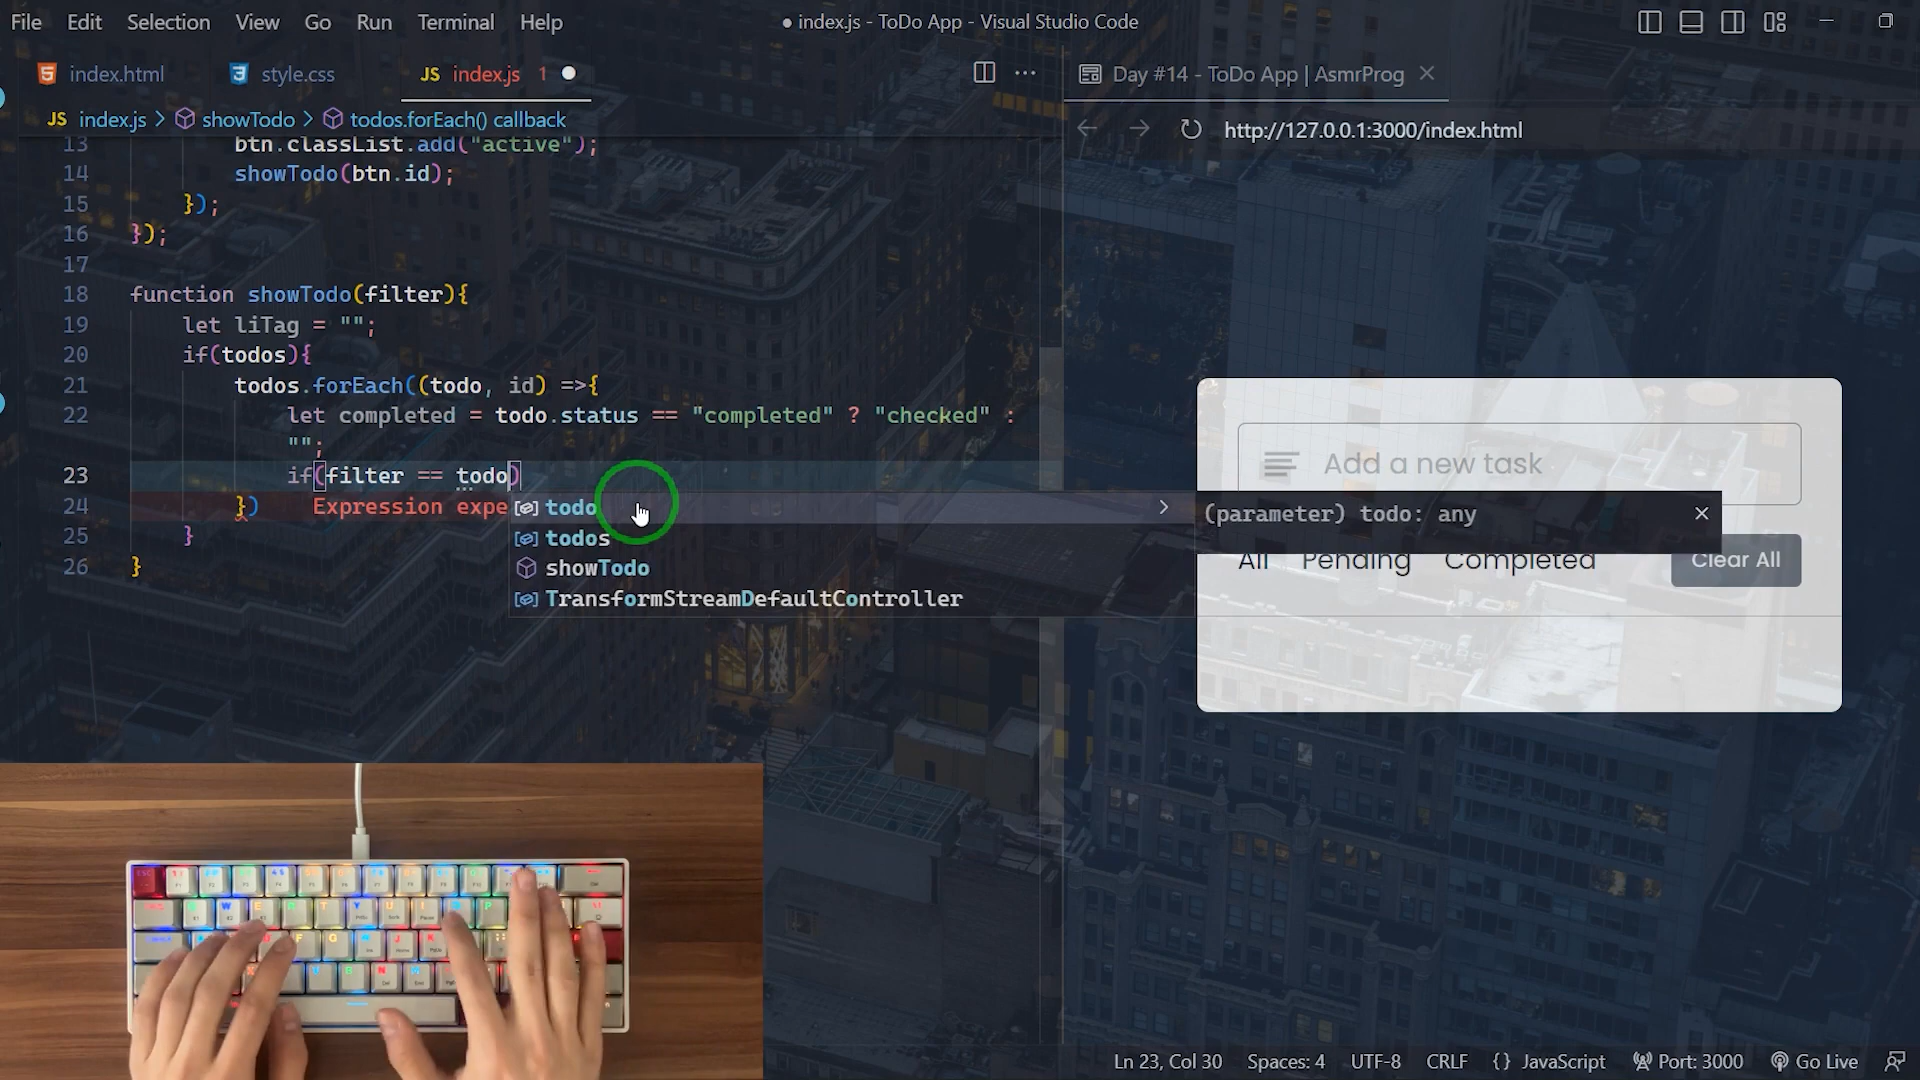 File Edit Selection View Go Run Terminal Help
● index.js - ToDo App - Visual Studio Code
index.html
style.css
JS index.js 1
Day #14 - ToDo App | AsmrProg
JS index.js > showTodo > todos.forEach() callback
http://127.0.0.1:3000/index.html
13 btn.classList.add("active");
14 showTodo(btn.id);
15 });
16 });
17
18 function showTodo(filter){
19 let liTag = "";
20 if(todos){
21 todos.forEach((todo, id) =>{
22 let completed = todo.status == "completed" ? "checked" :
"";
23 if(filter == todo)
24 }) Expression expe
25 }
26 }
todo
todos
showTodo
TransformStreamDefaultController
(parameter) todo: any
Add a new task
All Pending Completed Clear All
Ln 23, Col 30 Spaces: 4 UTF-8 CRLF {} JavaScript Port: 3000 Go Live